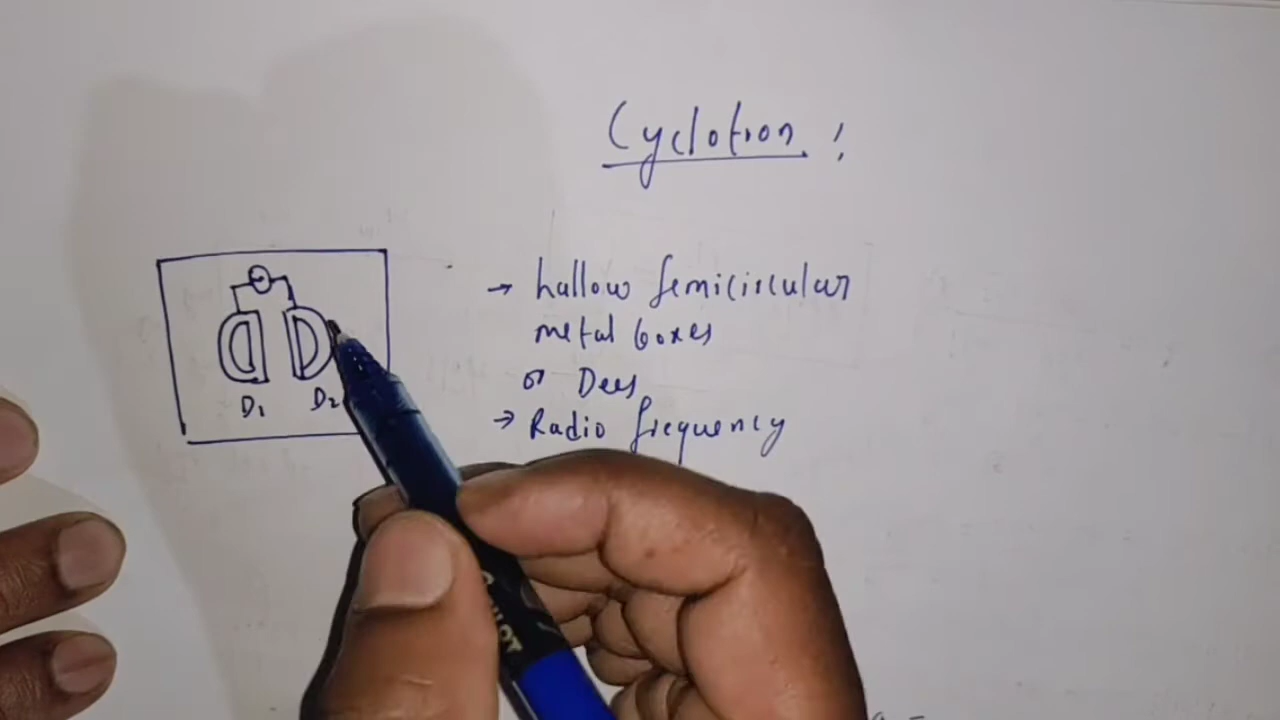 Cyclotron :
→ hallow semicircular
metal boxes
or Dees
→ Radio frequency
D₁ D₂